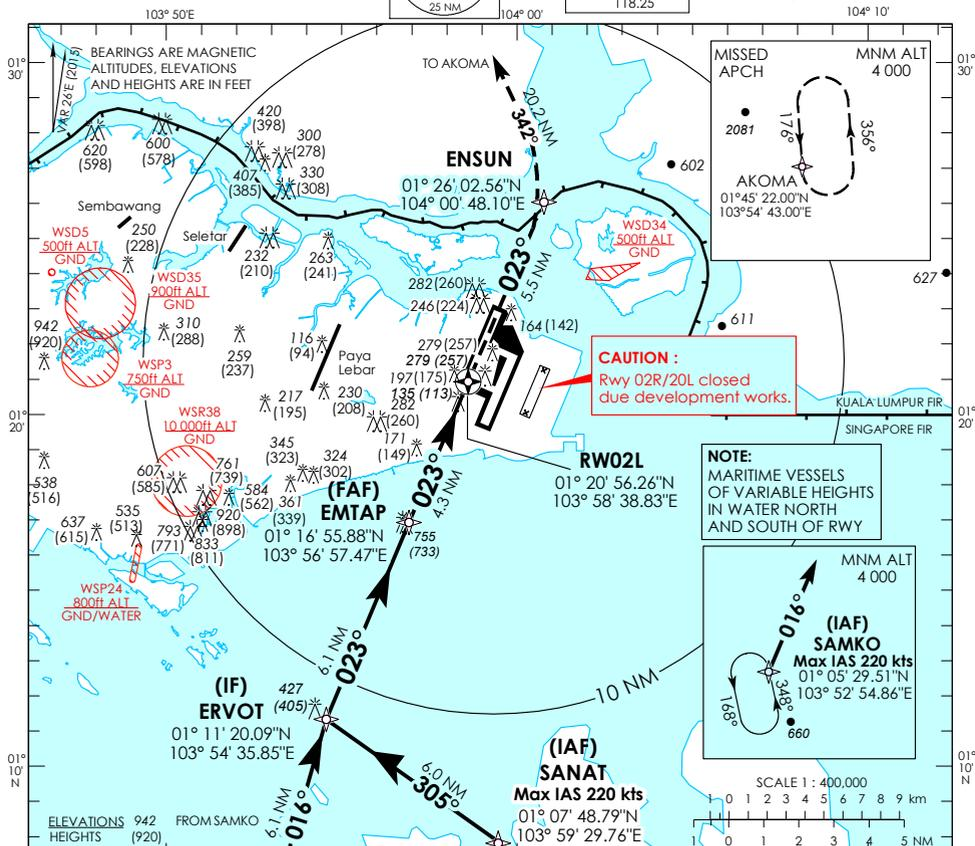 25 NM
118.25
103° 50'E
104° 00'E
104° 10'E
01°
30'
VAR 26'E (2015)
BEARINGS ARE MAGNETIC
ALTITUDES, ELEVATIONS
AND HEIGHTS ARE IN FEET
TO AKOMA
20.2 NM
342°
MISSED
APCH
MNM ALT
4 000
2081
176°
356°
AKOMA
01°45' 22.00"N
103°54' 43.00"E
01°
30'
620
(598)
600
(578)
420
(398)
300
(278)
407
(385)
330
(308)
ENSUN
01° 26' 02.56"N
104° 00' 48.10"E
602
Sembawang
250
(228)
Seletar
232
(210)
263
(241)
023°
5.5 NM
WSD34
500ft ALT
GND
WSD5
500ft ALT
GND
WSD35
900ft ALT
GND
627
942
(920)
310
(288)
259
(237)
116
(94)
Paya
Lebar
282(260)
246(224)
164 (142)
611
279(257)
279 (257)
197(175)
135 (113)
CAUTION :
Rwy 02R/20L closed
due development works.
WSP3
750ft ALT
GND
217
(195)
230
(208)
282
(260)
171
(149)
KUALA LUMPUR FIR
SINGAPORE FIR
01°
20'
01°
20'
WSR38
10 000ft ALT
GND
345
(323)
324
(302)
361
(339)
607
(585)
761
(739)
584
(562)
920
(898)
538
(516)
637
(615)
535
(513)
793
(771)
833
(811)
RW02L
01° 20' 56.26"N
103° 58' 38.83"E
NOTE:
MARITIME VESSELS
OF VARIABLE HEIGHTS
IN WATER NORTH
AND SOUTH OF RWY
023°
4.3 NM
(FAF)
EMTAP
01° 16' 55.88"N
103° 56' 57.47"E
755
(733)
WSP24
800ft ALT
GND/WATER
MNM ALT
4 000
016°
(IAF)
SAMKO
Max IAS 220 kts
01° 05' 29.51"N
103° 52' 54.86"E
168°
348°
660
6.1 NM
023°
10 NM
427
(405)
(IF)
ERVOT
01° 11' 20.09"N
103° 54' 35.85"E
6.0 NM
305°
(IAF)
SANAT
Max IAS 220 kts
01° 07' 48.79"N
103° 59' 29.76"E
01°
10'
N
01°
10'
N
SCALE 1 : 400,000
1 0 1 2 3 4 5 6 7 8 9 km
1 0 1 2 3 4 5 NM
6.1 NM
016°
FROM SAMKO
ELEVATIONS 942
HEIGHTS (920)